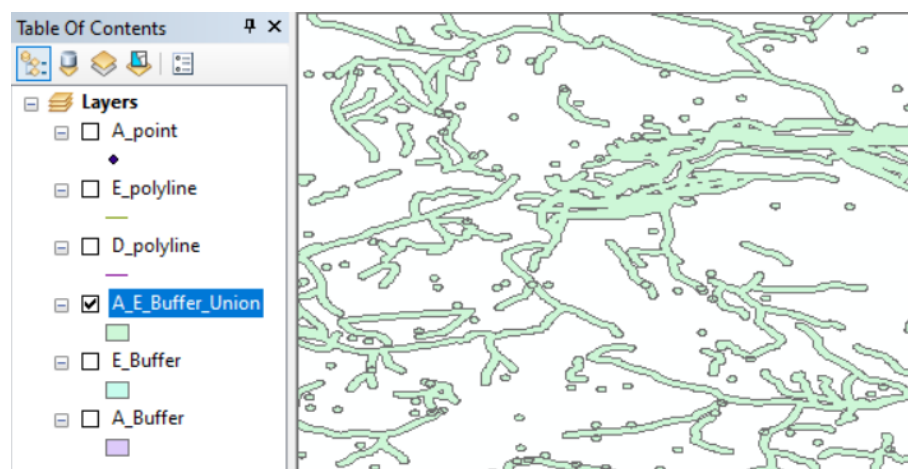 Table Of Contents
Layers
A_point
E_polyline
D_polyline
A_E_Buffer_Union
E_Buffer
A_Buffer